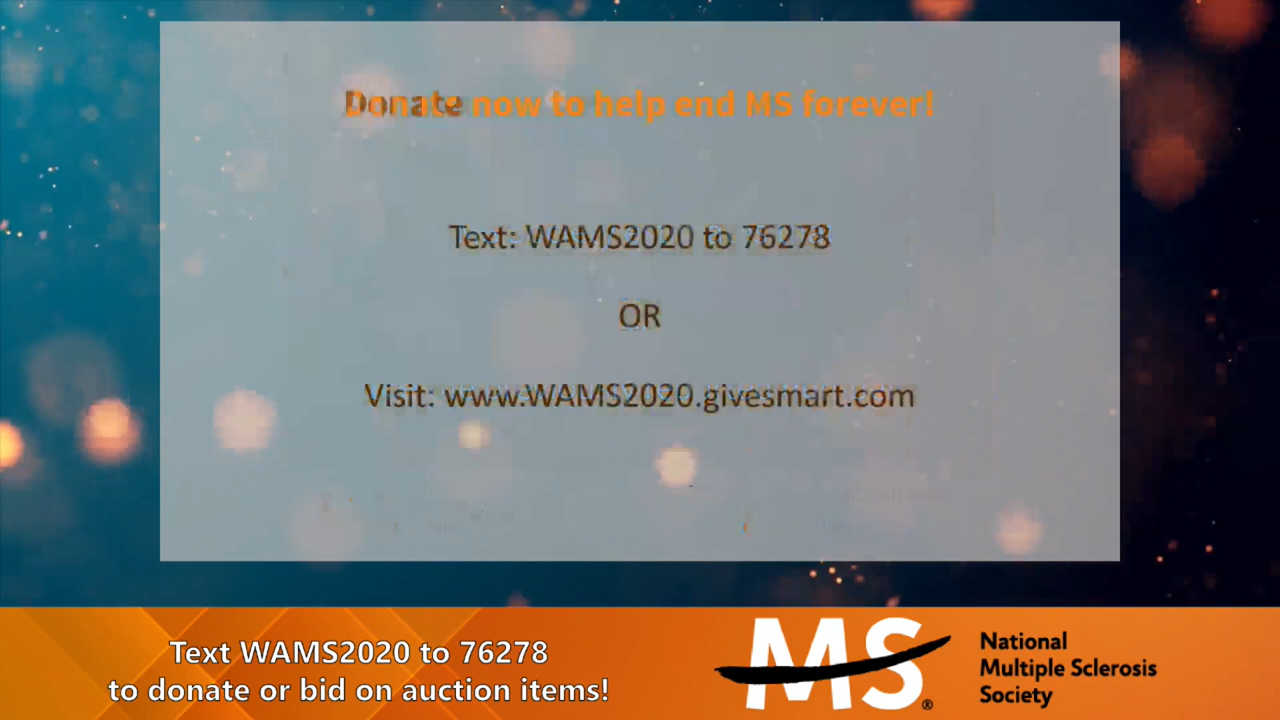 Donate now to help end MS forever!
Text: WAMS2020 to 76278
OR
Visit: www.WAMS2020.givesmart.com
Text WAMS2020 to 76278
to donate or bid on auction items!
MS®
National
Multiple Sclerosis
Society